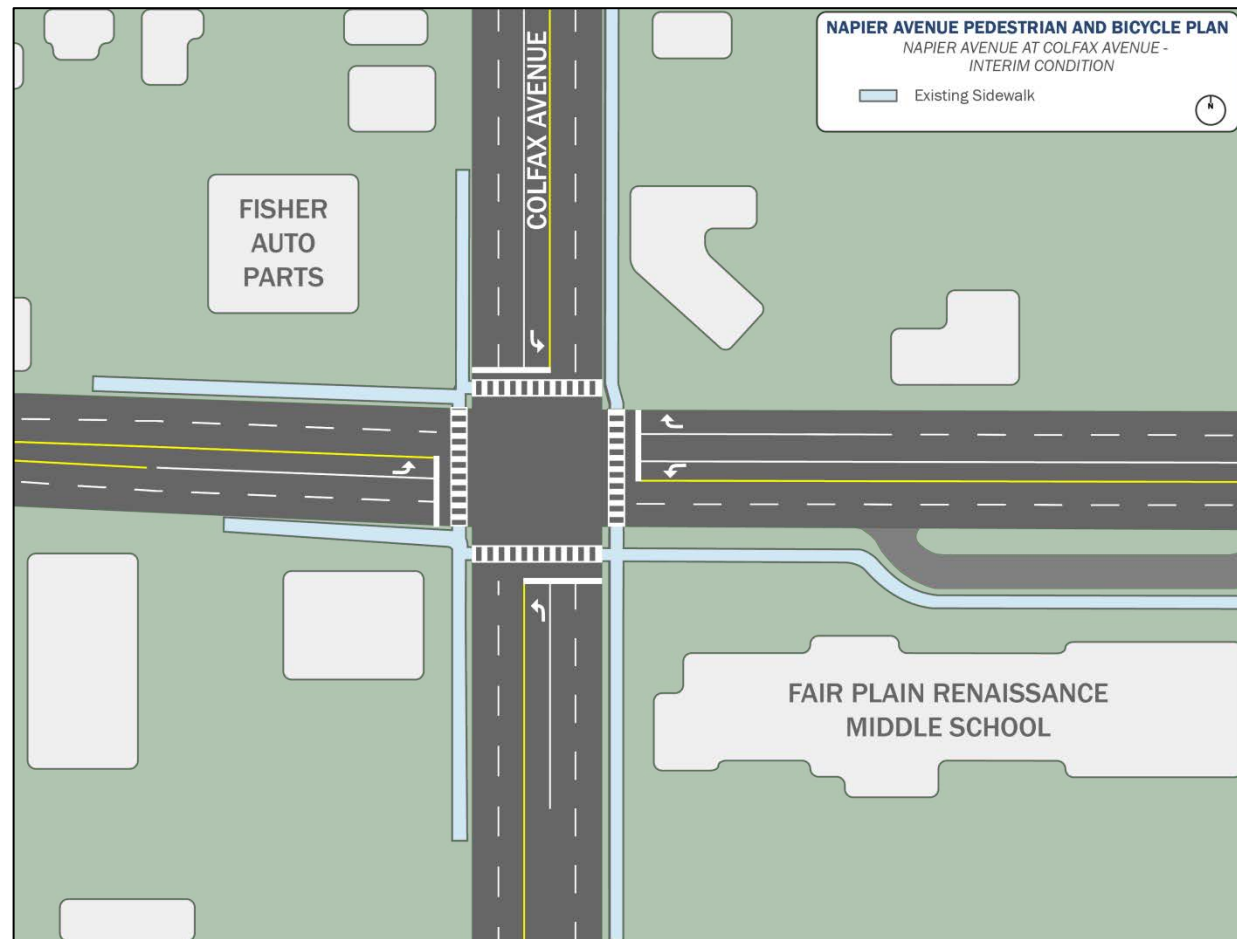 NAPIER AVENUE PEDESTRIAN AND BICYCLE PLAN
NAPIER AVENUE AT COLFAX AVENUE -
INTERIM CONDITION
Existing Sidewalk
N
COLFAX AVENUE
FISHER
AUTO
PARTS
FAIR PLAIN RENAISSANCE
MIDDLE SCHOOL